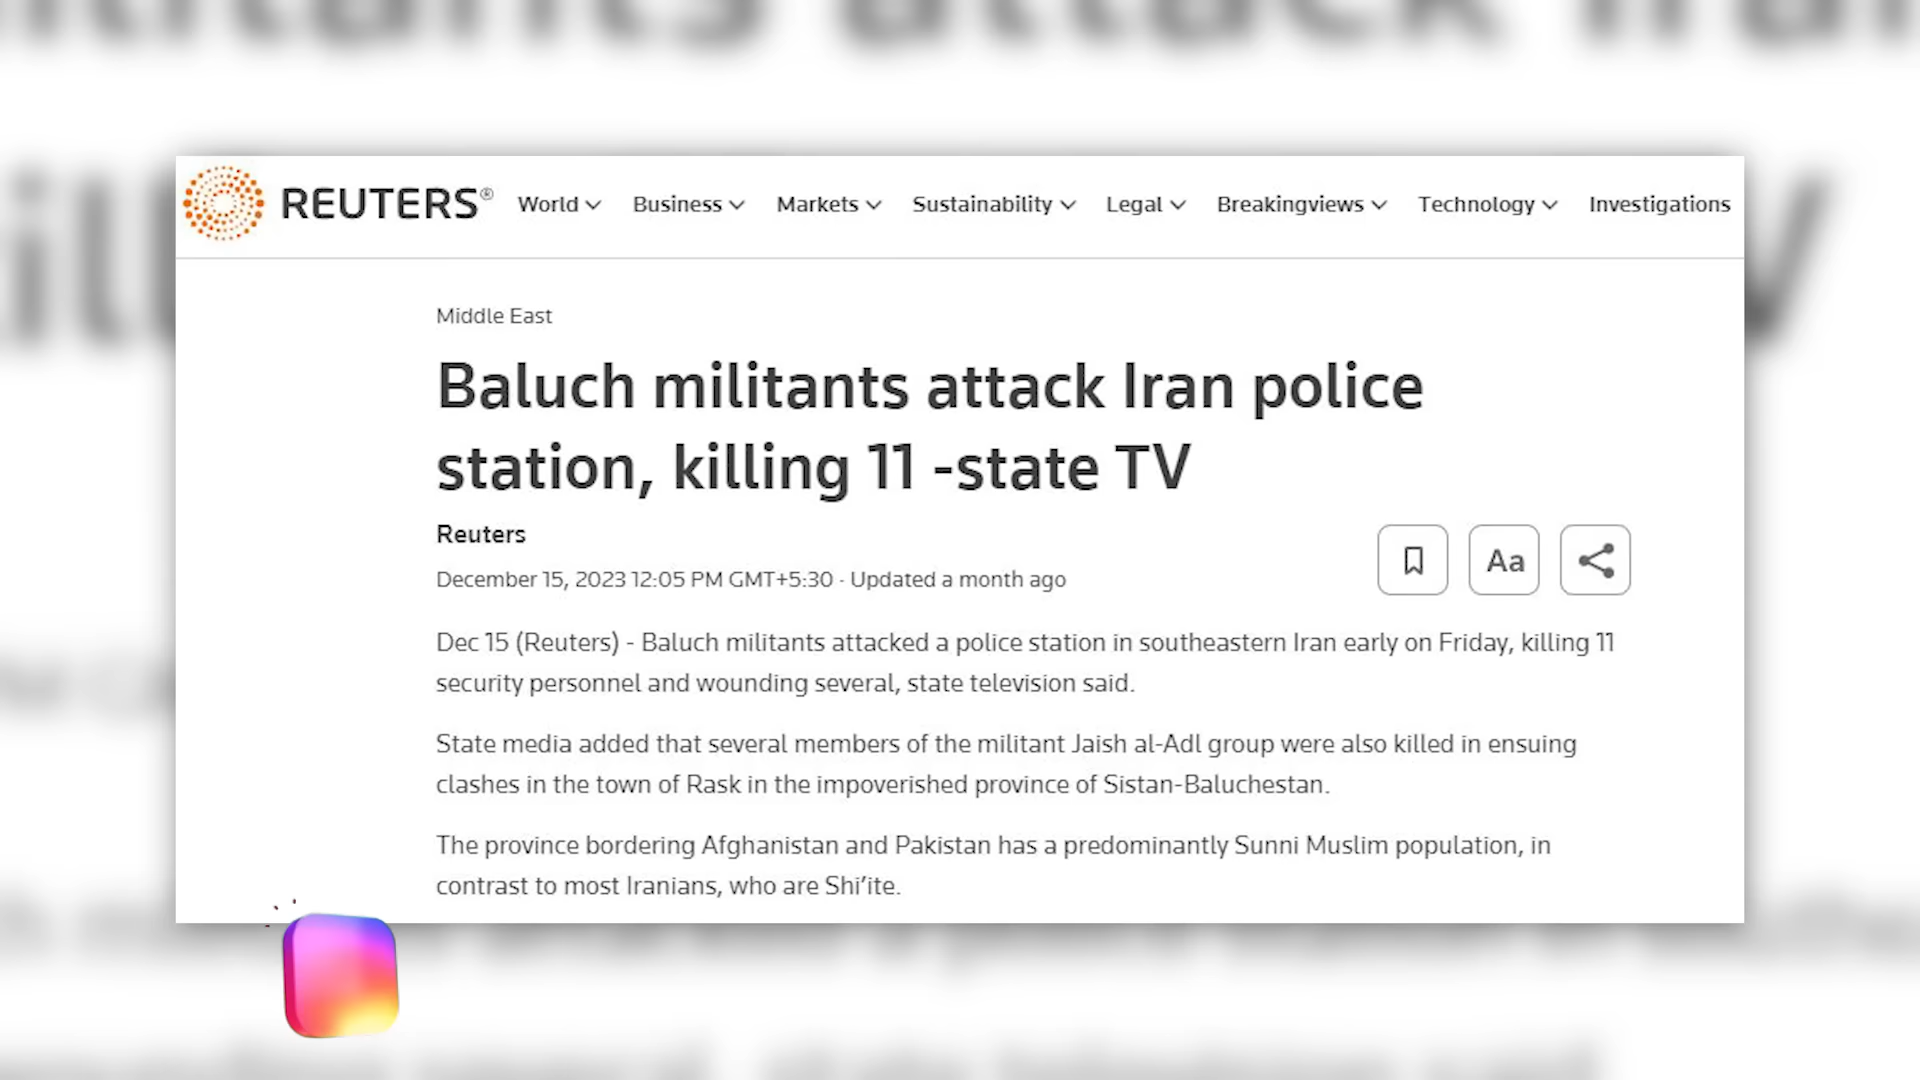 REUTERS®
World Business Markets Sustainability Legal Breakingviews Technology Investigations
Middle East
Baluch militants attack Iran police
station, killing 11 -state TV
Reuters
December 15, 2023 12:05 PM GMT+5:30 · Updated a month ago
Aa
Dec 15 (Reuters) - Baluch militants attacked a police station in southeastern Iran early on Friday, killing 11
security personnel and wounding several, state television said.
State media added that several members of the militant Jaish al-Adl group were also killed in ensuing
clashes in the town of Rask in the impoverished province of Sistan-Baluchestan.
The province bordering Afghanistan and Pakistan has a predominantly Sunni Muslim population, in
contrast to most Iranians, who are Shi’ite.